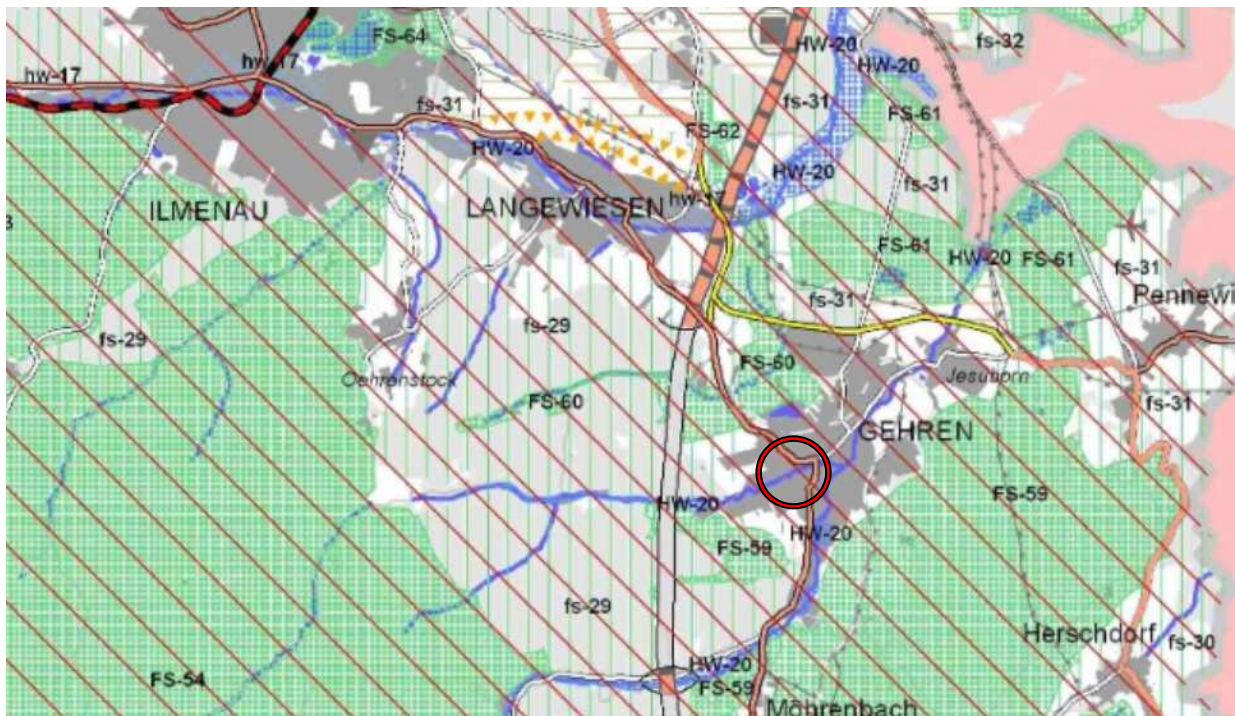 FS-64
HW-20
fs-32
hw-17
hw-17
HW-20
fs-31
fs-31
FS-61
FS-62
HW-20
HW-20
fs-31
ILMENAU
LANGEWIESEN
hw-17
FS-61
HW-20
FS-61
fs-31
fs-31
Pennewi
fs-29
fs-29
FS-60
Oehrenstock
Jesuborn
FS-60
fs-31
GEHREN
FS-59
HW-20
HW-20
FS-59
fs-29
Herschdorf
fs-30
HW-20
FS-54
FS-59
Möhrenbach